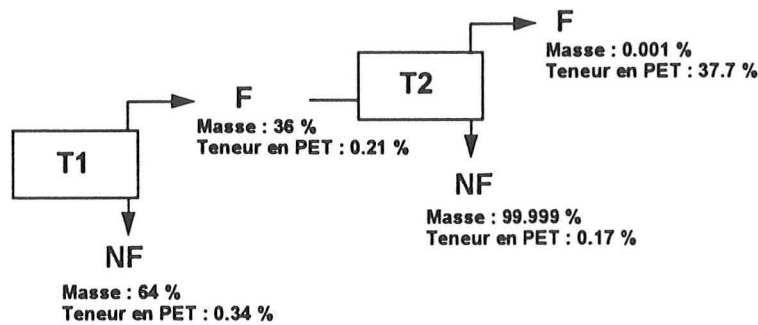 F
Masse : 0.001 %
Teneur en PET : 37.7 %
T2
F
Masse : 36 %
Teneur en PET : 0.21 %
T1
NF
Masse : 99.999 %
Teneur en PET : 0.17 %
NF
Masse : 64 %
Teneur en PET : 0.34 %